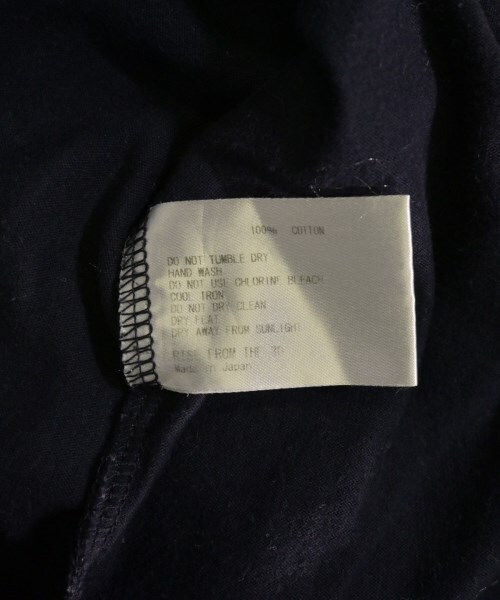 100% COTTON
DO NOT TUMBLE DRY
HAND WASH
DO NOT USE CHLORINE BLEACH
COOL IRON
DO NOT DRY CLEAN
DRY FLAT
DRY AWAY FROM SUNLIGHT
RISE FROM THE 3D
Made in Japan